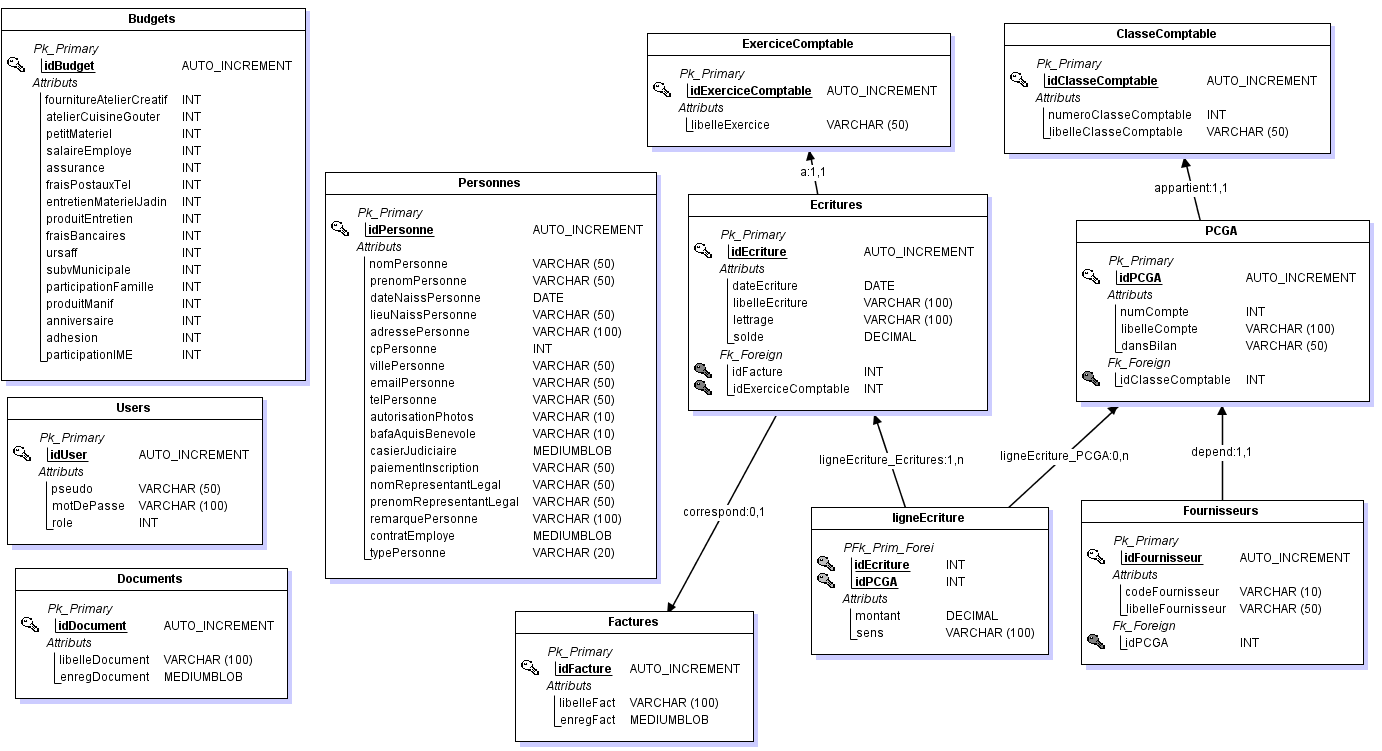 Budgets
Pk_Primary
idBudget AUTO_INCREMENT
Attributs
fournitureAtelierCreatif INT
atelierCuisineGouter INT
petitMateriel INT
salaireEmploye INT
assurance INT
fraisPostauxTel INT
entretienMaterielJadin INT
produitEntretien INT
fraisBancaires INT
ursaff INT
subvMunicipale INT
participationFamille INT
produitManif INT
anniversaire INT
adhesion INT
participationIME INT
Users
Pk_Primary
idUser AUTO_INCREMENT
Attributs
pseudo VARCHAR (50)
motDePasse VARCHAR (100)
role INT
Documents
Pk_Primary
idDocument AUTO_INCREMENT
Attributs
libelleDocument VARCHAR (100)
enregDocument MEDIUMBLOB
Personnes
Pk_Primary
idPersonne AUTO_INCREMENT
Attributs
nomPersonne VARCHAR (50)
prenomPersonne VARCHAR (50)
dateNaissPersonne DATE
lieuNaissPersonne VARCHAR (50)
adressePersonne VARCHAR (100)
cpPersonne INT
villePersonne VARCHAR (50)
emailPersonne VARCHAR (50)
telPersonne VARCHAR (50)
autorisationPhotos VARCHAR (10)
bafaAquisBenevole VARCHAR (10)
casierJudiciaire MEDIUMBLOB
paiementInscription VARCHAR (50)
nomRepresentantLegal VARCHAR (50)
prenomRepresentantLegal VARCHAR (50)
remarquePersonne VARCHAR (100)
contratEmploye MEDIUMBLOB
typePersonne VARCHAR (20)
ExerciceComptable
Pk_Primary
idExerciceComptable AUTO_INCREMENT
Attributs
libelleExercice VARCHAR (50)
a:1,1
Ecritures
Pk_Primary
idEcriture AUTO_INCREMENT
Attributs
dateEcriture DATE
libelleEcriture VARCHAR (100)
lettrage VARCHAR (100)
solde DECIMAL
Fk_Foreign
idFacture INT
idExerciceComptable INT
correspond:0,1
Factures
Pk_Primary
idFacture AUTO_INCREMENT
Attributs
libelleFact VARCHAR (100)
enregFact MEDIUMBLOB
ligneEcriture_Ecritures:1,n
ligneEcriture_PCGA:0,n
ligneEcriture
PFk_Prim_Forei
idEcriture INT
idPCGA INT
Attributs
montant DECIMAL
sens VARCHAR (100)
ClasseComptable
Pk_Primary
idClasseComptable AUTO_INCREMENT
Attributs
numeroClasseComptable INT
libelleClasseComptable VARCHAR (50)
appartient:1,1
PCGA
Pk_Primary
idPCGA AUTO_INCREMENT
Attributs
numCompte INT
libelleCompte VARCHAR (100)
dansBilan VARCHAR (50)
Fk_Foreign
idClasseComptable INT
depend:1,1
Fournisseurs
Pk_Primary
idFournisseur AUTO_INCREMENT
Attributs
codeFournisseur VARCHAR (10)
libelleFournisseur VARCHAR (50)
Fk_Foreign
idPCGA INT